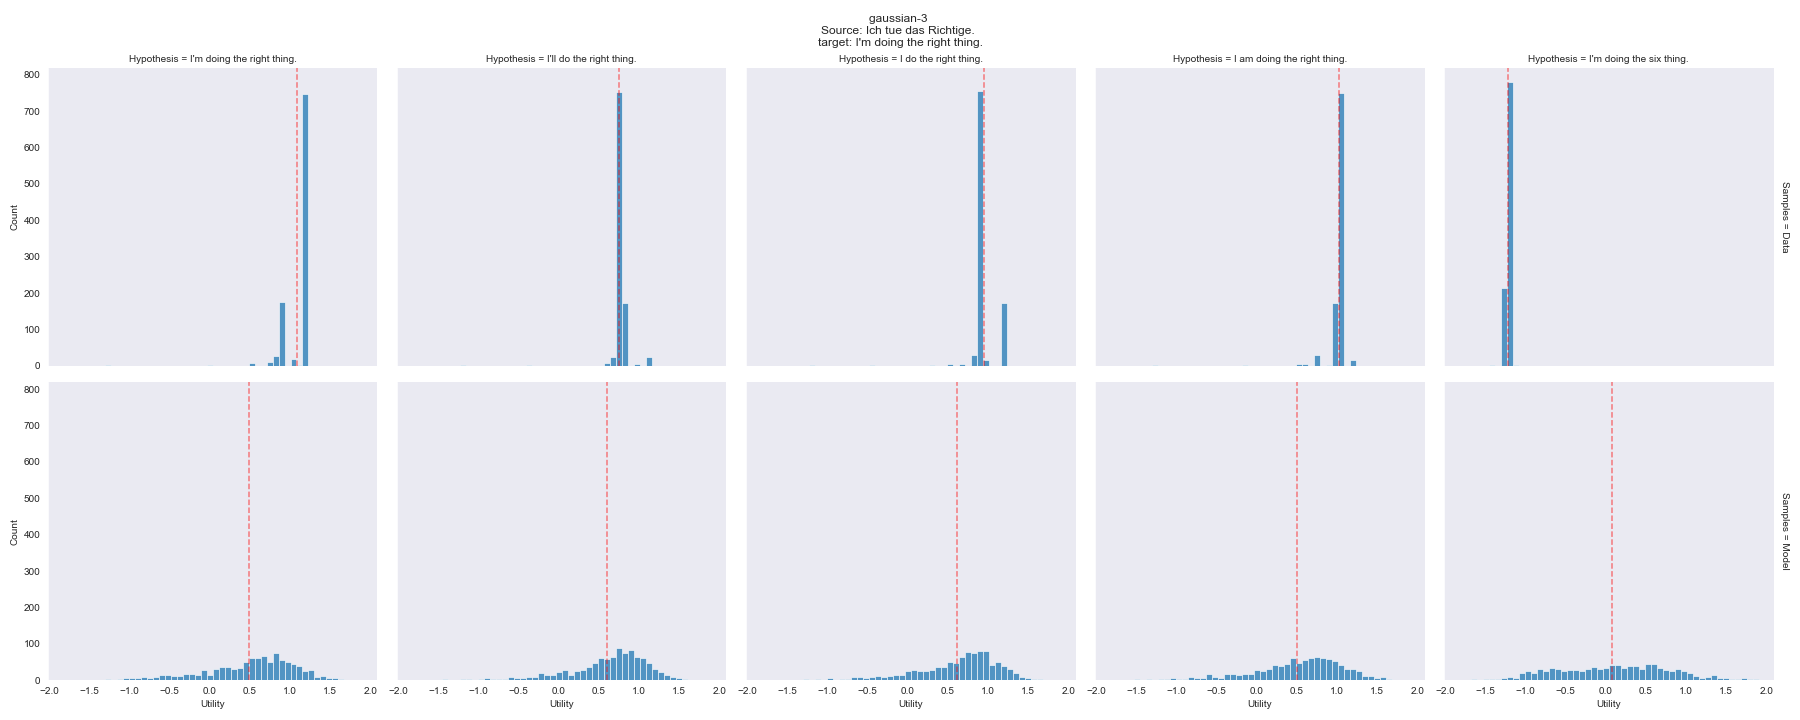 gaussian-3
Source: Ich tue das Richtige.
target: I'm doing the right thing.
Hypothesis = I'm doing the right thing.
Hypothesis = I'll do the right thing.
Hypothesis = I do the right thing.
Hypothesis = I am doing the right thing.
Hypothesis = I'm doing the six thing.
800
700
600
500
400
300
200
100
0
Count
Samples = Data
800
700
600
500
400
300
200
100
0
Count
Samples = Model
−2.0 −1.5 −1.0 −0.5 0.0 0.5 1.0 1.5 2.0
Utility
−2.0 −1.5 −1.0 −0.5 0.0 0.5 1.0 1.5 2.0
Utility
−2.0 −1.5 −1.0 −0.5 0.0 0.5 1.0 1.5 2.0
Utility
−2.0 −1.5 −1.0 −0.5 0.0 0.5 1.0 1.5 2.0
Utility
−2.0 −1.5 −1.0 −0.5 0.0 0.5 1.0 1.5 2.0
Utility